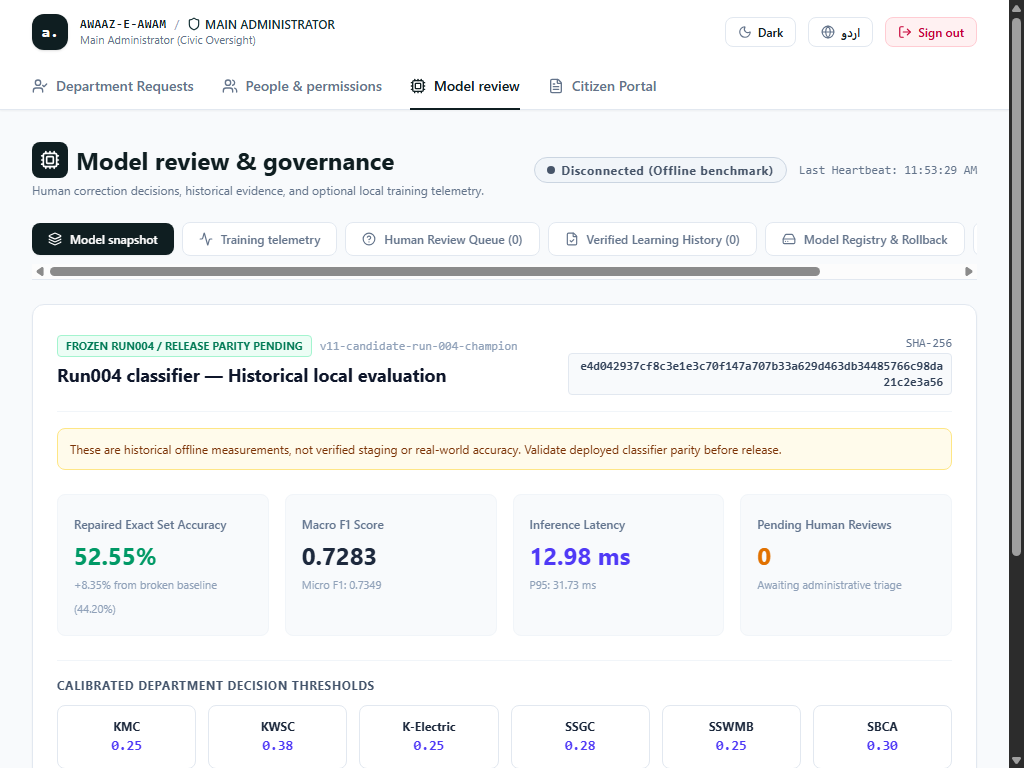 a.
AWAAZ-E-AWAM / MAIN ADMINISTRATOR
Main Administrator (Civic Oversight)
Dark
اردو
Sign out
Department Requests
People & permissions
Model review
Citizen Portal
Model review & governance
Human correction decisions, historical evidence, and optional local training telemetry.
Disconnected (Offline benchmark)
Last Heartbeat: 11:53:29 AM
Model snapshot
Training telemetry
Human Review Queue (0)
Verified Learning History (0)
Model Registry & Rollback
FROZEN RUN004 / RELEASE PARITY PENDING
v11-candidate-run-004-champion
Run004 classifier — Historical local evaluation
SHA-256
e4d042937cf8c3e1e3c70f147a707b33a629d463db34485766c98da
21c2e3a56
These are historical offline measurements, not verified staging or real-world accuracy. Validate deployed classifier parity before release.
Repaired Exact Set Accuracy
52.55%
+8.35% from broken baseline
(44.20%)
Macro F1 Score
0.7283
Micro F1: 0.7349
Inference Latency
12.98 ms
P95: 31.73 ms
Pending Human Reviews
0
Awaiting administrative triage
CALIBRATED DEPARTMENT DECISION THRESHOLDS
KMC
0.25
KWSC
0.38
K-Electric
0.25
SSGC
0.28
SSWMB
0.25
SBCA
0.30